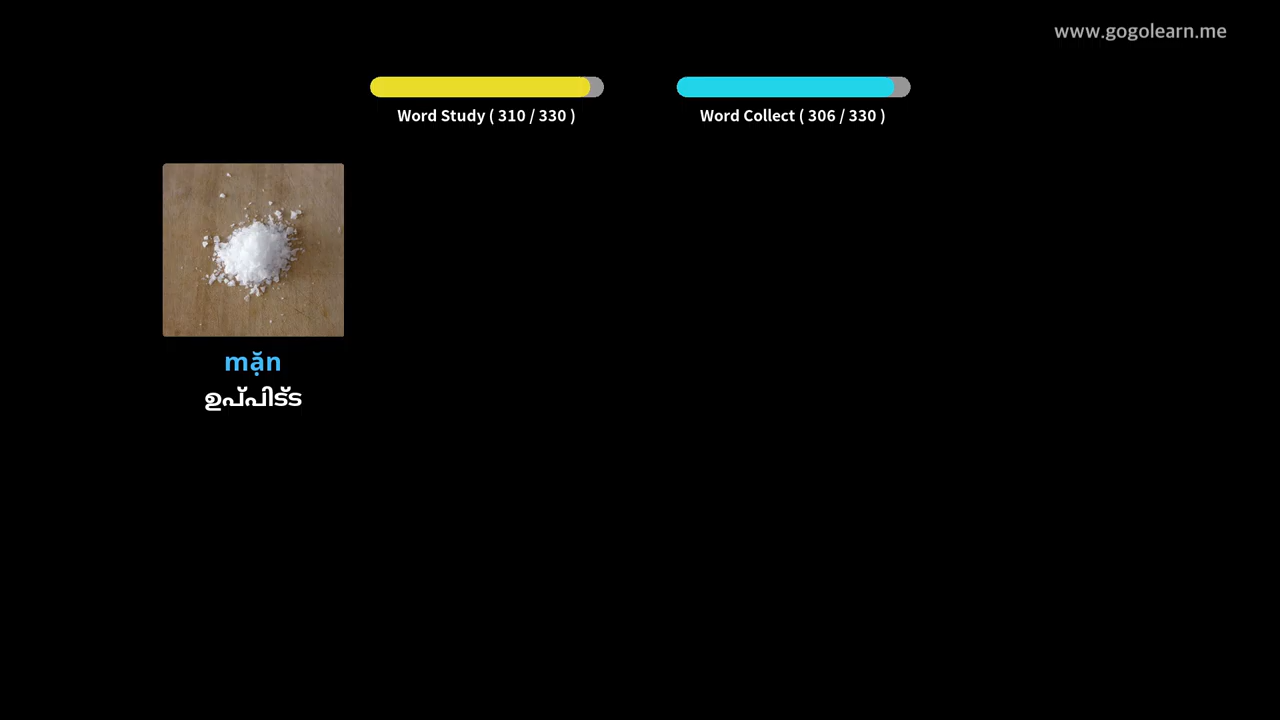 www.gogolearn.me
Word Study ( 310 / 330 )
Word Collect ( 306 / 330 )
mặn
ഉപ്പിട്ട